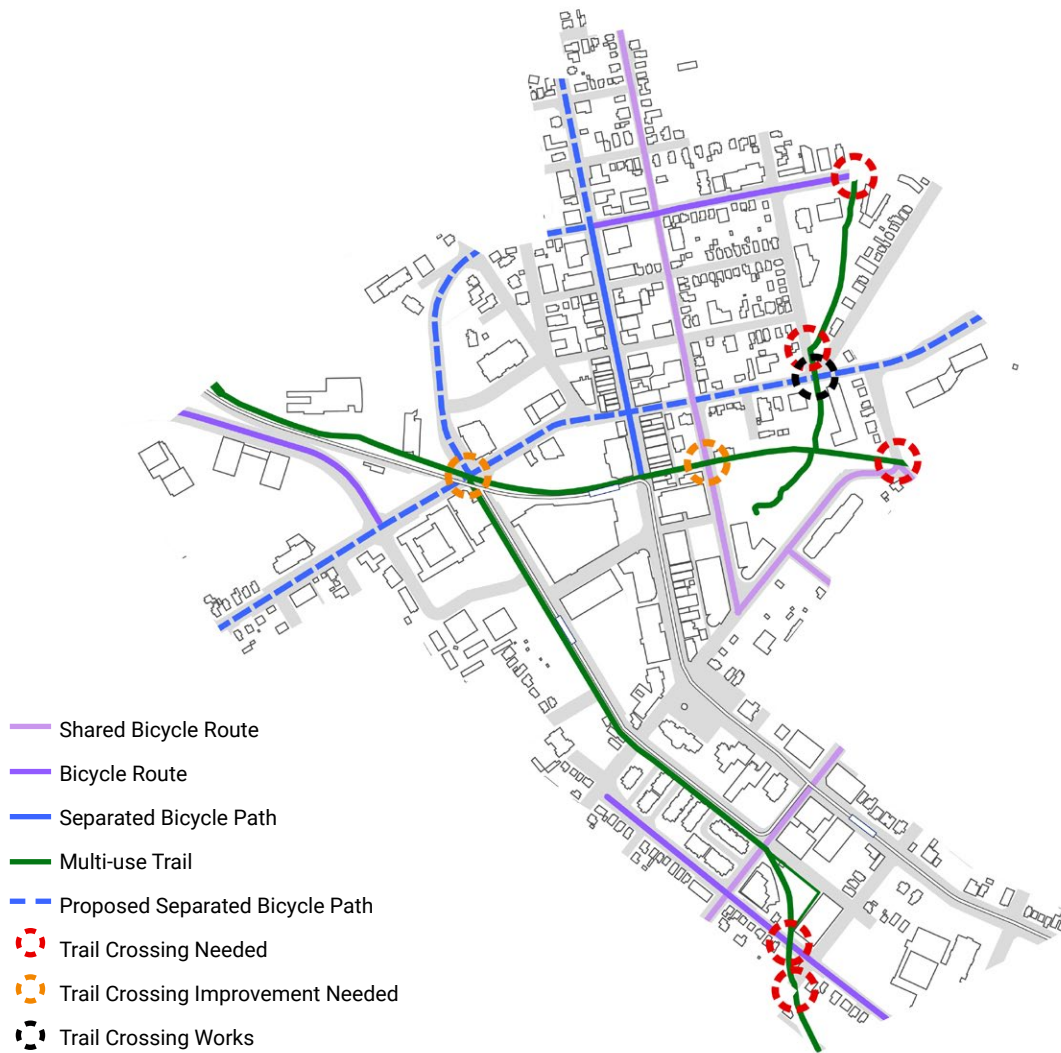 Shared Bicycle Route
Bicycle Route
Separated Bicycle Path
Multi-use Trail
Proposed Separated Bicycle Path
Trail Crossing Needed
Trail Crossing Improvement Needed
Trail Crossing Works